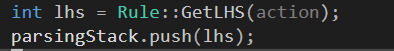 int lhs = Rule::GetLHS(action);
parsingStack.push(lhs);